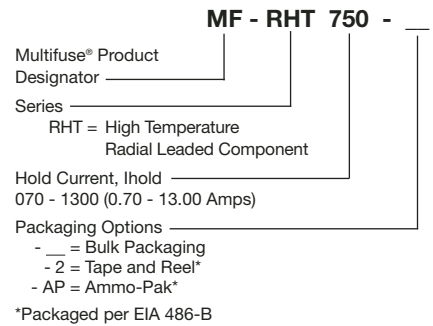 MF - RHT 750 - __
Multifuse® Product
Designator
Series
RHT = High Temperature
Radial Leaded Component
Hold Current, Ihold
070 - 1300 (0.70 - 13.00 Amps)
Packaging Options
- __ = Bulk Packaging
- 2 = Tape and Reel*
- AP = Ammo-Pak*
*Packaged per EIA 486-B